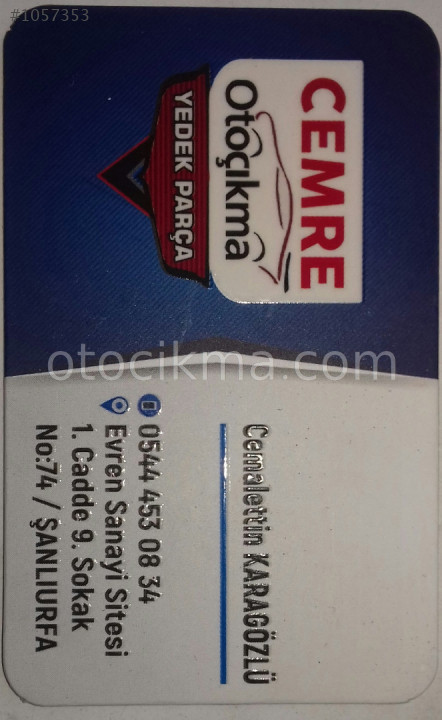 #1057353
CEMRE
Otoçıkma
YEDEK PARÇA
otocikma.com
Cemalettin KARAGÖZLÜ
0544 453 08 34
Evren Sanayi Sitesi
1. Cadde 9. Sokak
No:74 / ŞANLIURFA